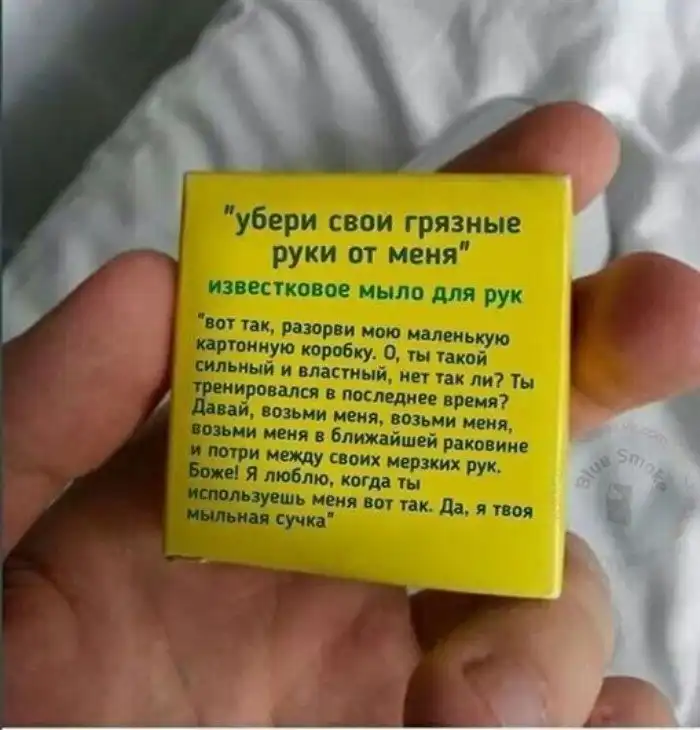 "убери свои грязные
руки от меня"
известковое мыло для рук
"вот так, разорви мою маленькую
картонную коробку. О, ты такой
сильный и властный, нет так ли? Ты
тренировался в последнее время?
Давай, возьми меня, возьми меня,
возьми меня в ближайшей раковине
и потри между своих мерзких рук.
Боже! Я люблю, когда ты
используешь меня вот так. Да, я твоя
мыльная сучка"
Blue Smoke